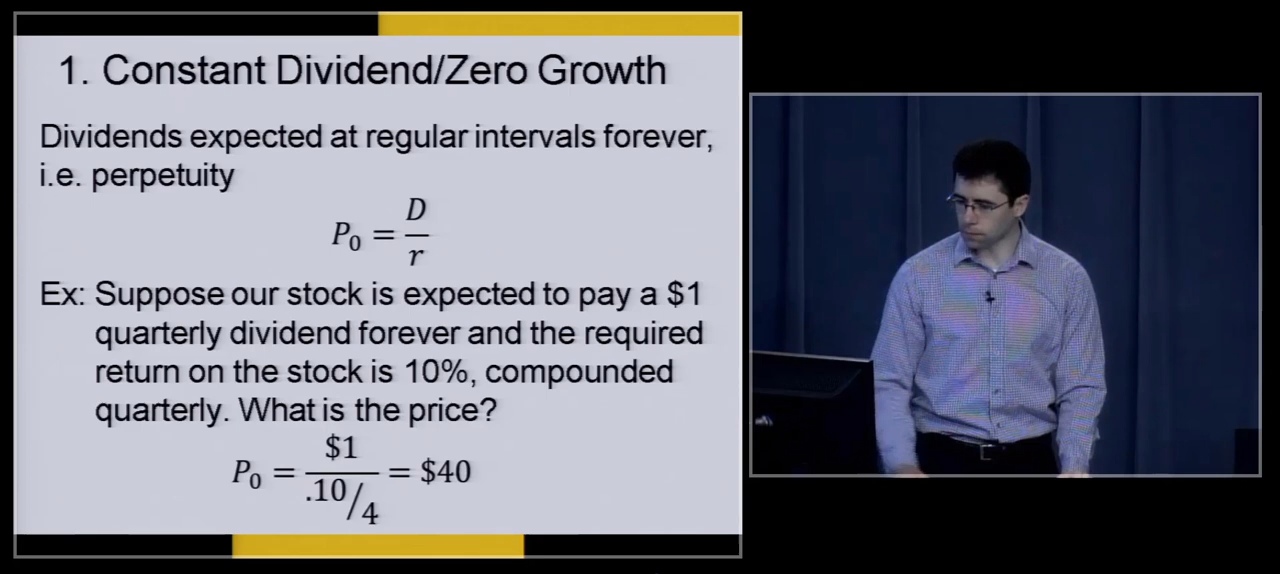 1. Constant Dividend/Zero Growth
Dividends expected at regular intervals forever,
i.e. perpetuity
P₀ = D/r
Ex: Suppose our stock is expected to pay a $1
quarterly dividend forever and the required
return on the stock is 10%, compounded
quarterly. What is the price?
P₀ = $1/(.10/4) = $40